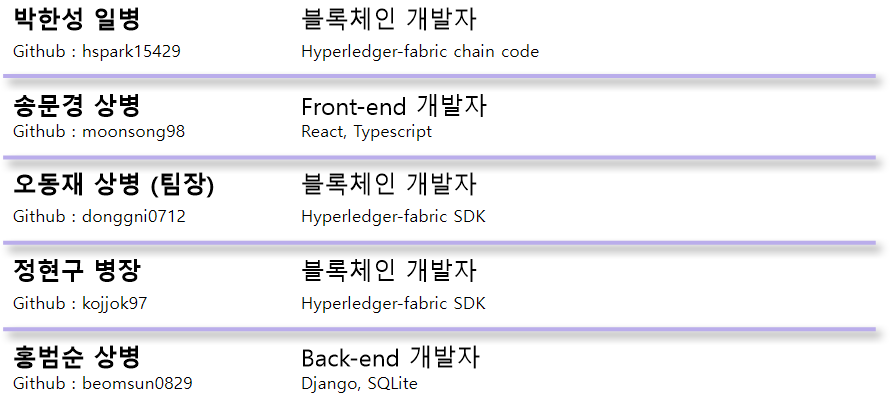 박한성 일병
블록체인 개발자
Github : hspark15429
Hyperledger-fabric chain code
송문경 상병
Front-end 개발자
Github : moonsong98
React, Typescript
오동재 상병 (팀장)
블록체인 개발자
Github : donggni0712
Hyperledger-fabric SDK
정현구 병장
블록체인 개발자
Github : kojjok97
Hyperledger-fabric SDK
홍범순 상병
Back-end 개발자
Github : beomsun0829
Django, SQLite